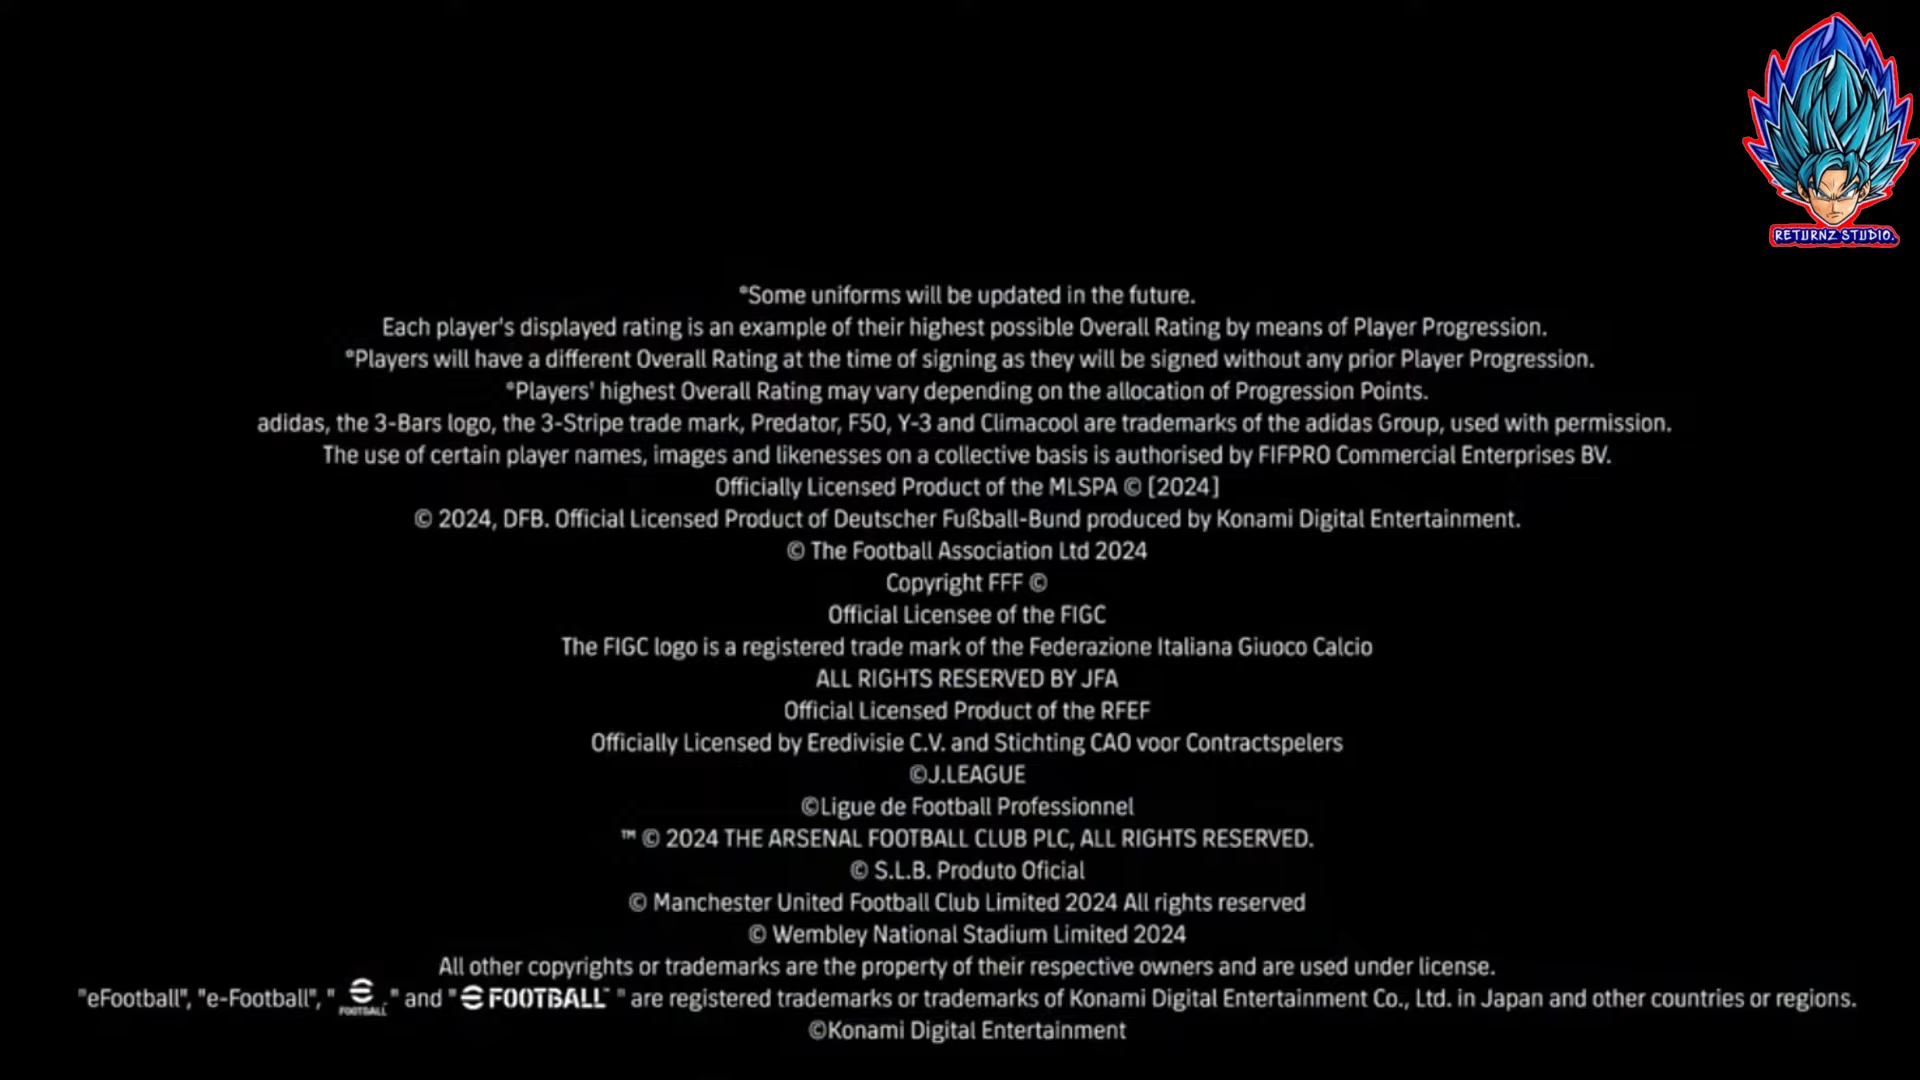 RETURNZ STUDIO.
*Some uniforms will be updated in the future.
Each player's displayed rating is an example of their highest possible Overall Rating by means of Player Progression.
*Players will have a different Overall Rating at the time of signing as they will be signed without any prior Player Progression.
*Players' highest Overall Rating may vary depending on the allocation of Progression Points.
adidas, the 3-Bars logo, the 3-Stripe trade mark, Predator, F50, Y-3 and Climacool are trademarks of the adidas Group, used with permission.
The use of certain player names, images and likenesses on a collective basis is authorised by FIFPRO Commercial Enterprises BV.
Officially Licensed Product of the MLSPA © [2024]
© 2024, DFB. Official Licensed Product of Deutscher Fußball-Bund produced by Konami Digital Entertainment.
© The Football Association Ltd 2024
Copyright FFF ©
Official Licensee of the FIGC
The FIGC logo is a registered trade mark of the Federazione Italiana Giuoco Calcio
ALL RIGHTS RESERVED BY JFA
Official Licensed Product of the RFEF
Officially Licensed by Eredivisie C.V. and Stichting CAO voor Contractspelers
©J.LEAGUE
©Ligue de Football Professionnel
™ © 2024 THE ARSENAL FOOTBALL CLUB PLC, ALL RIGHTS RESERVED.
© S.L.B. Produto Oficial
© Manchester United Football Club Limited 2024 All rights reserved
© Wembley National Stadium Limited 2024
All other copyrights or trademarks are the property of their respective owners and are used under license.
"eFootball", "e-Football", "e FOOTBALL" and "e FOOTBALL™" are registered trademarks or trademarks of Konami Digital Entertainment Co., Ltd. in Japan and other countries or regions.
©Konami Digital Entertainment